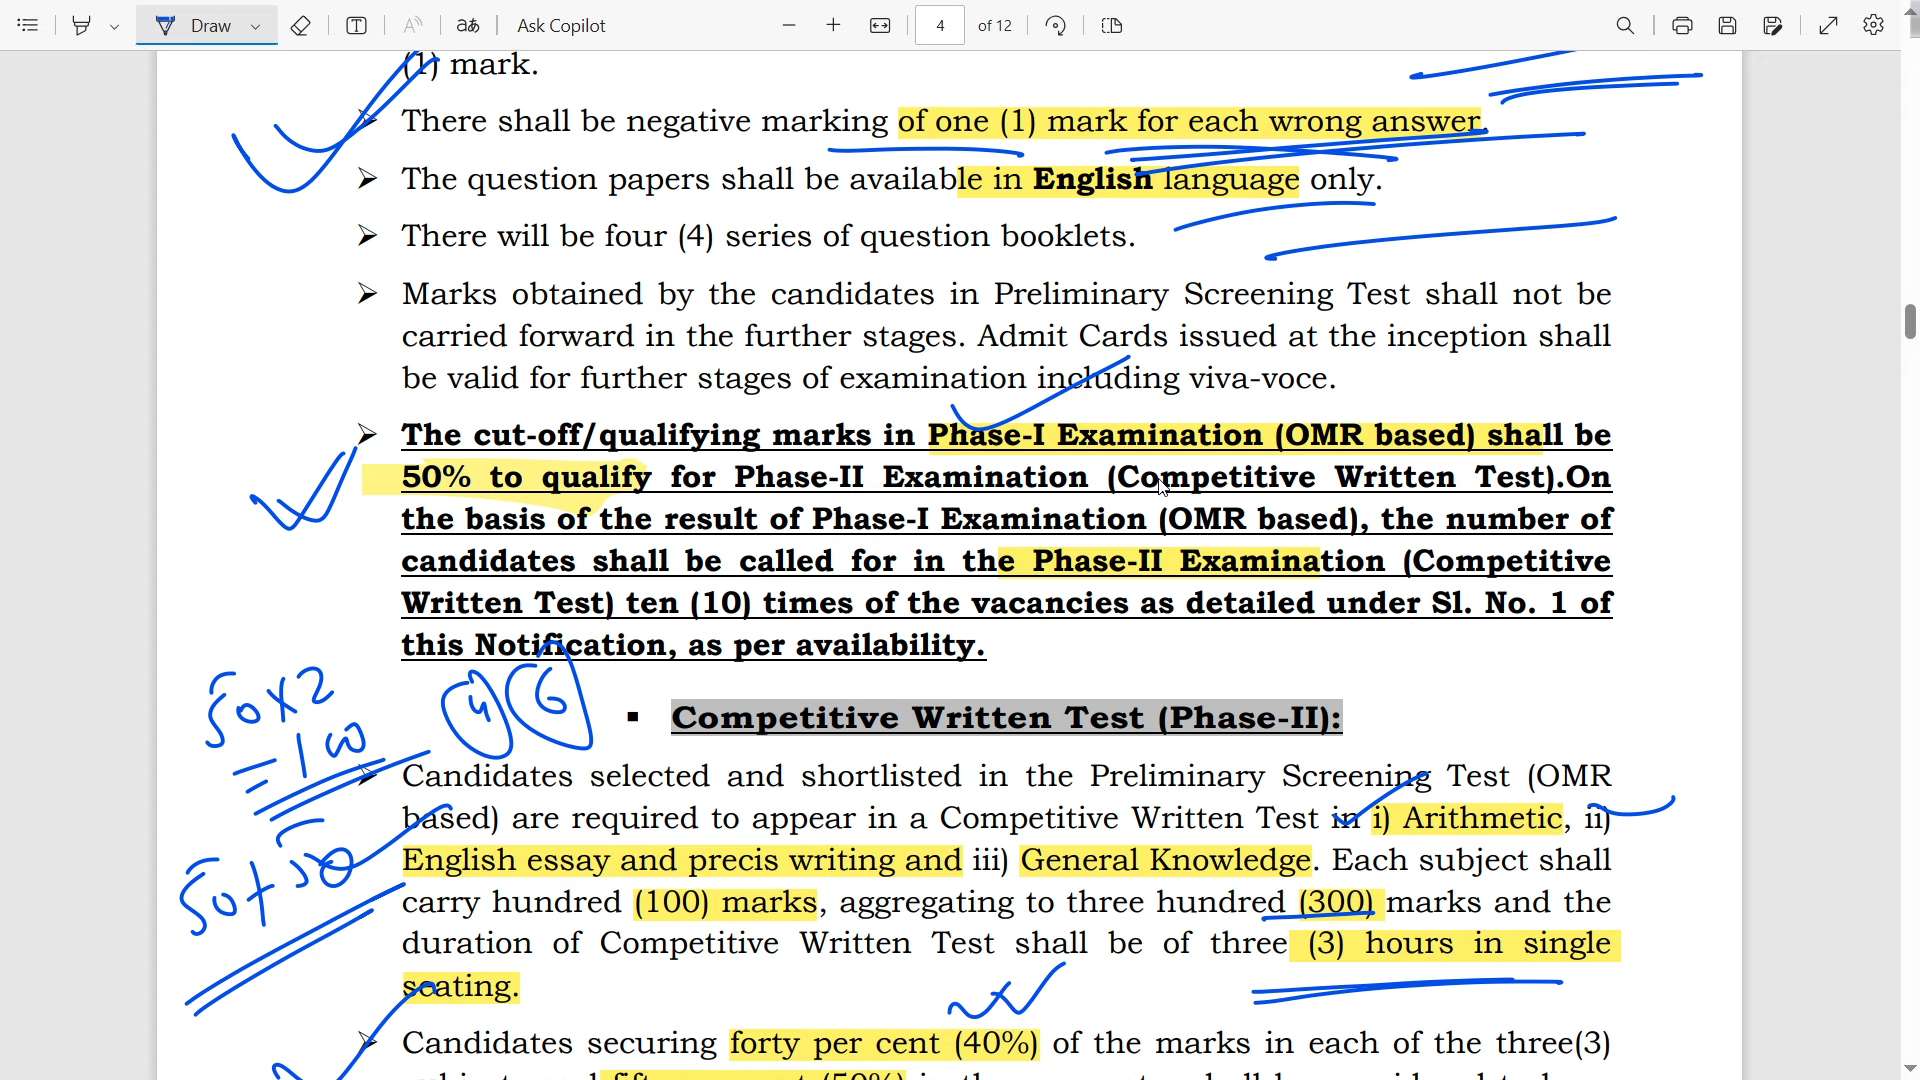 Draw
Ask Copilot
4 of 12
(1) mark.
There shall be negative marking of one (1) mark for each wrong answer.
The question papers shall be available in English language only.
There will be four (4) series of question booklets.
Marks obtained by the candidates in Preliminary Screening Test shall not be
carried forward in the further stages. Admit Cards issued at the inception shall
be valid for further stages of examination including viva-voce.
The cut-off/qualifying marks in Phase-I Examination (OMR based) shall be
50% to qualify for Phase-II Examination (Competitive Written Test).On
the basis of the result of Phase-I Examination (OMR based), the number of
candidates shall be called for in the Phase-II Examination (Competitive
Written Test) ten (10) times of the vacancies as detailed under Sl. No. 1 of
this Notification, as per availability.
50x2
=100
4 6
Competitive Written Test (Phase-II):
Candidates selected and shortlisted in the Preliminary Screening Test (OMR
based) are required to appear in a Competitive Written Test in i) Arithmetic, ii)
English essay and precis writing and iii) General Knowledge. Each subject shall
50+50
carry hundred (100) marks, aggregating to three hundred (300) marks and the
duration of Competitive Written Test shall be of three (3) hours in single
seating.
Candidates securing forty per cent (40%) of the marks in each of the three(3)